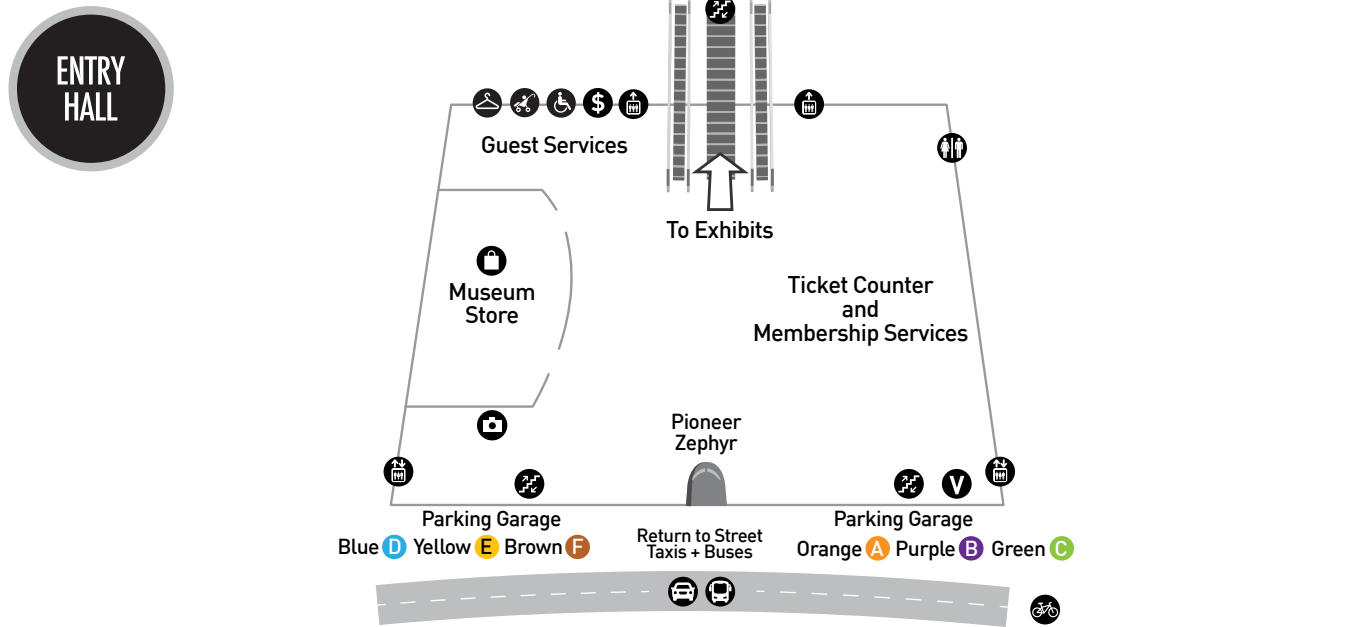 ENTRY
HALL
$
Guest Services
To Exhibits
Museum
Store
Ticket Counter
and
Membership Services
Pioneer
Zephyr
V
Parking Garage
Blue D Yellow E Brown F
Return to Street
Taxis + Buses
Parking Garage
Orange A Purple B Green C